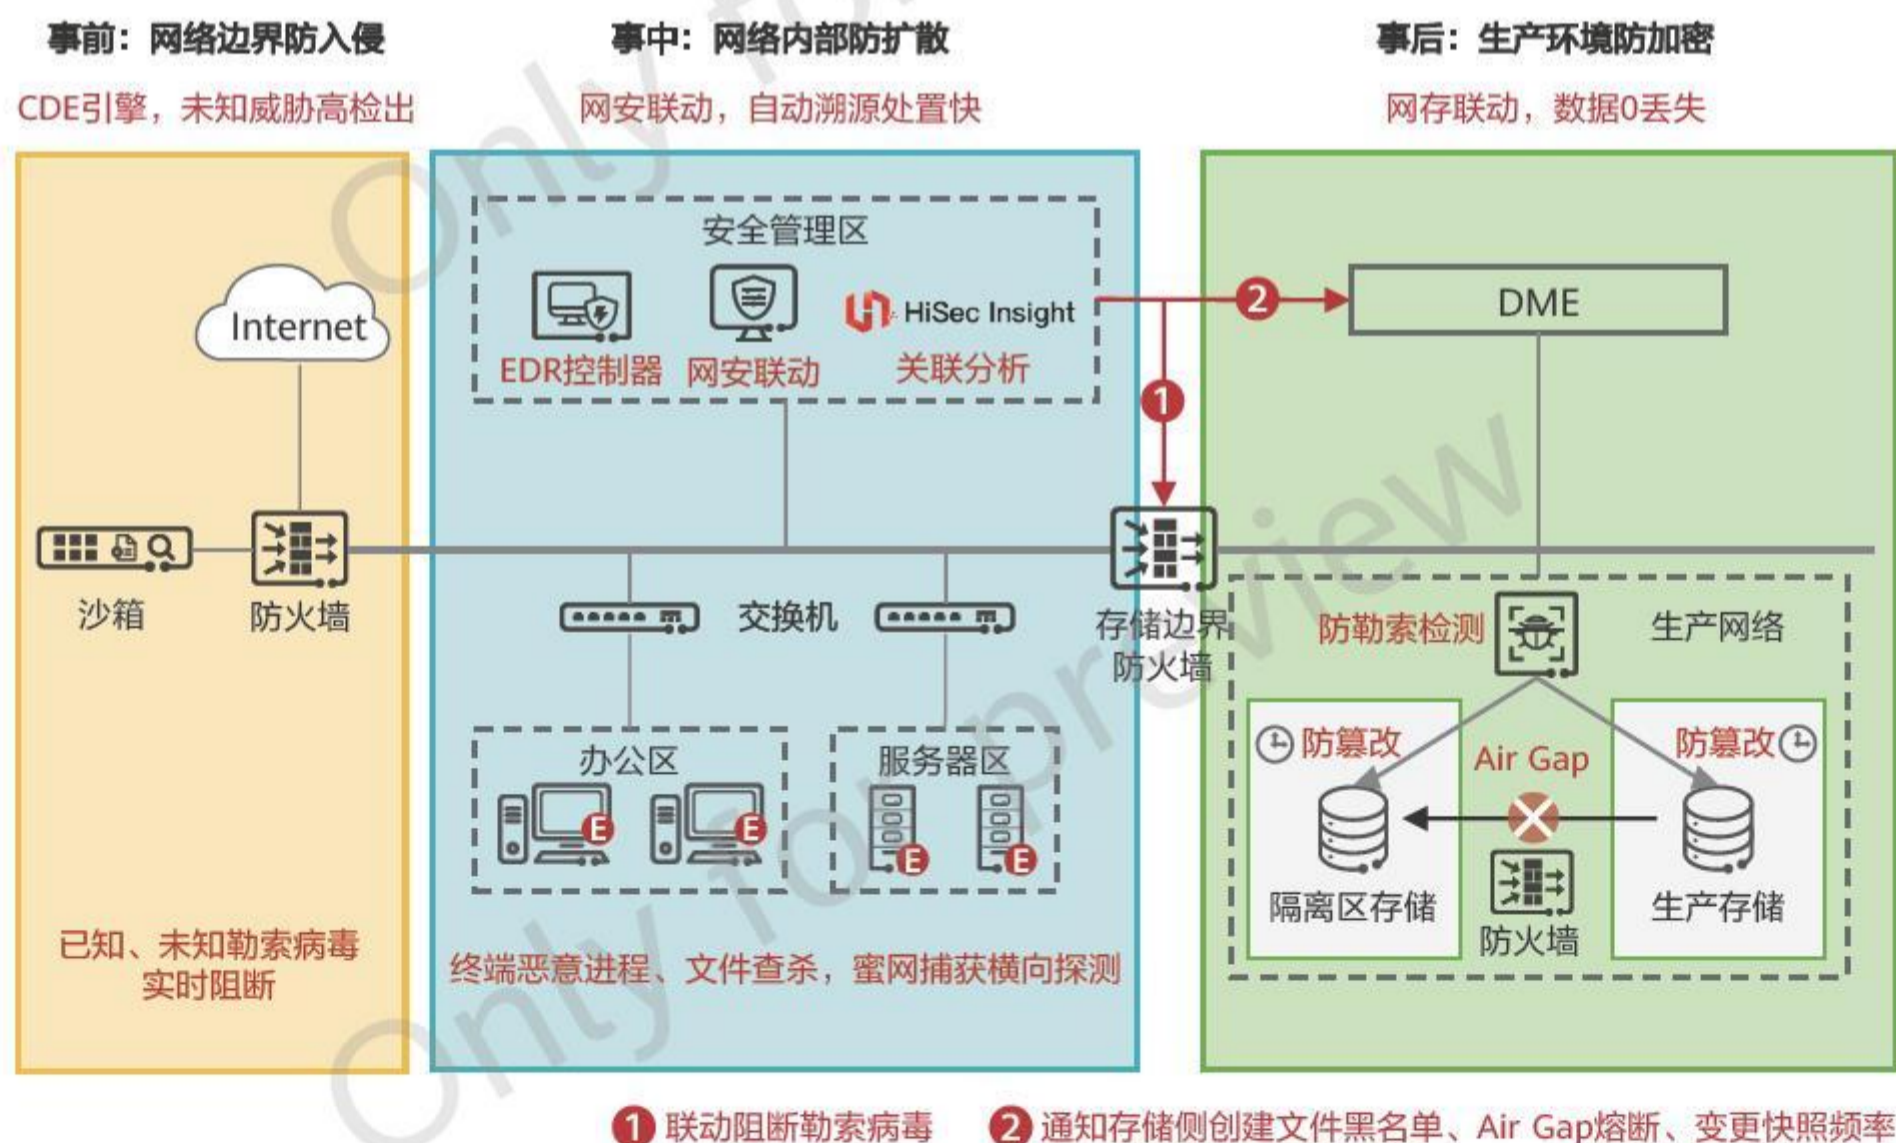 事前：网络边界防入侵
事中：网络内部防扩散
事后：生产环境防加密
CDE引擎，未知威胁高检出
网安联动，自动溯源处置快
网存联动，数据0丢失
安全管理区
Internet
HiSec Insight
EDR控制器
网安联动
关联分析
2
DME
1
沙箱
防火墙
交换机
存储边界
防火墙
防勒索检测
生产网络
办公区
服务器区
E
E
E
E
防篡改
Air Gap
防篡改
隔离区存储
防火墙
生产存储
已知、未知勒索病毒
实时阻断
终端恶意进程、文件查杀，蜜网捕获横向探测
1 联动阻断勒索病毒
2 通知存储侧创建文件黑名单、Air Gap熔断、变更快照频率
Only for preview
Only for preview